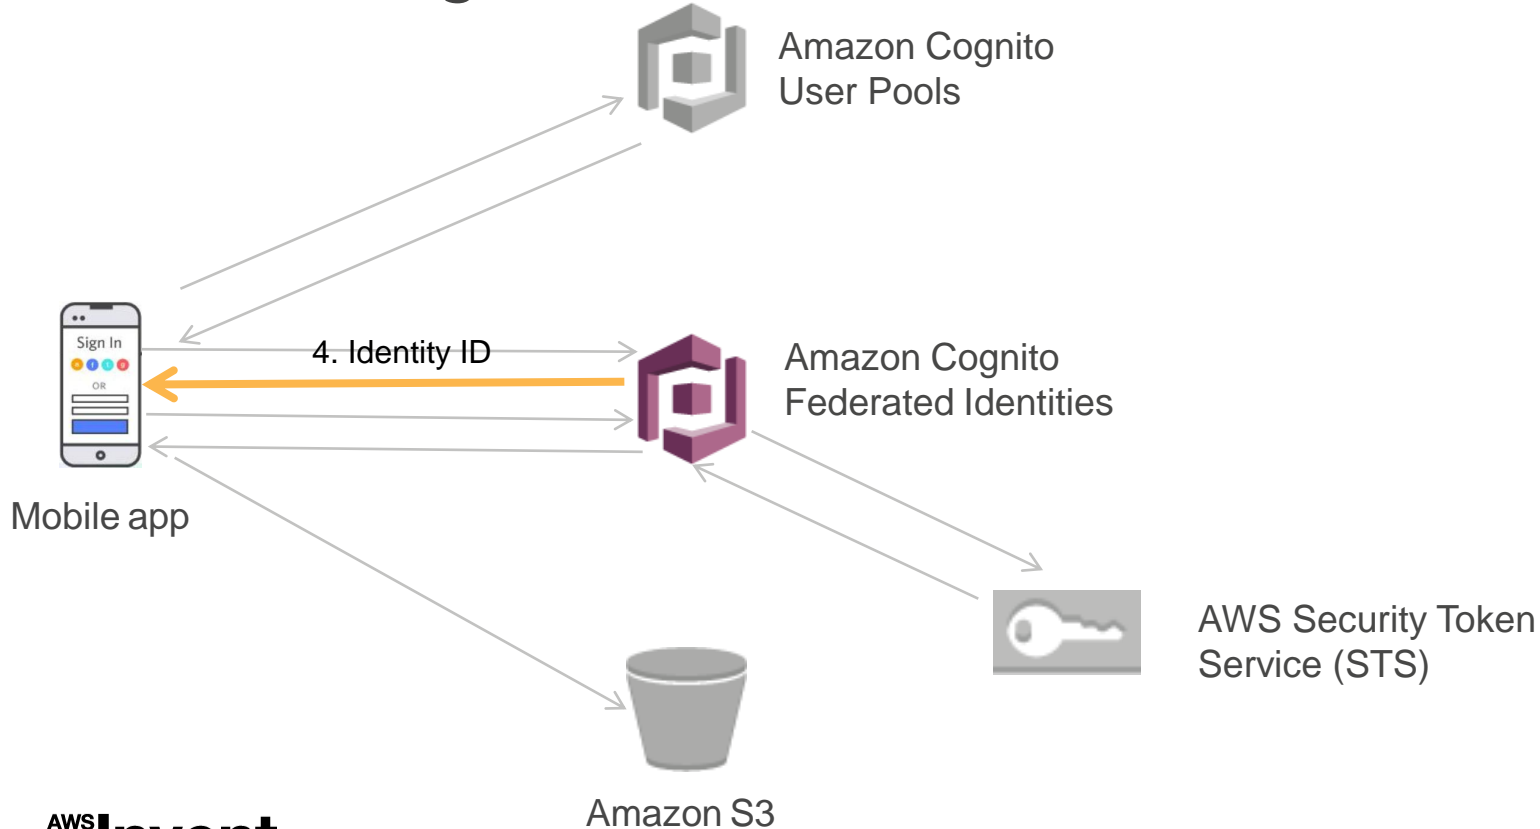 Amazon Cognito
User Pools
Sign In
a f t g
OR
4. Identity ID
Amazon Cognito
Federated Identities
Mobile app
AWS Security Token
Service (STS)
Amazon S3
AWS